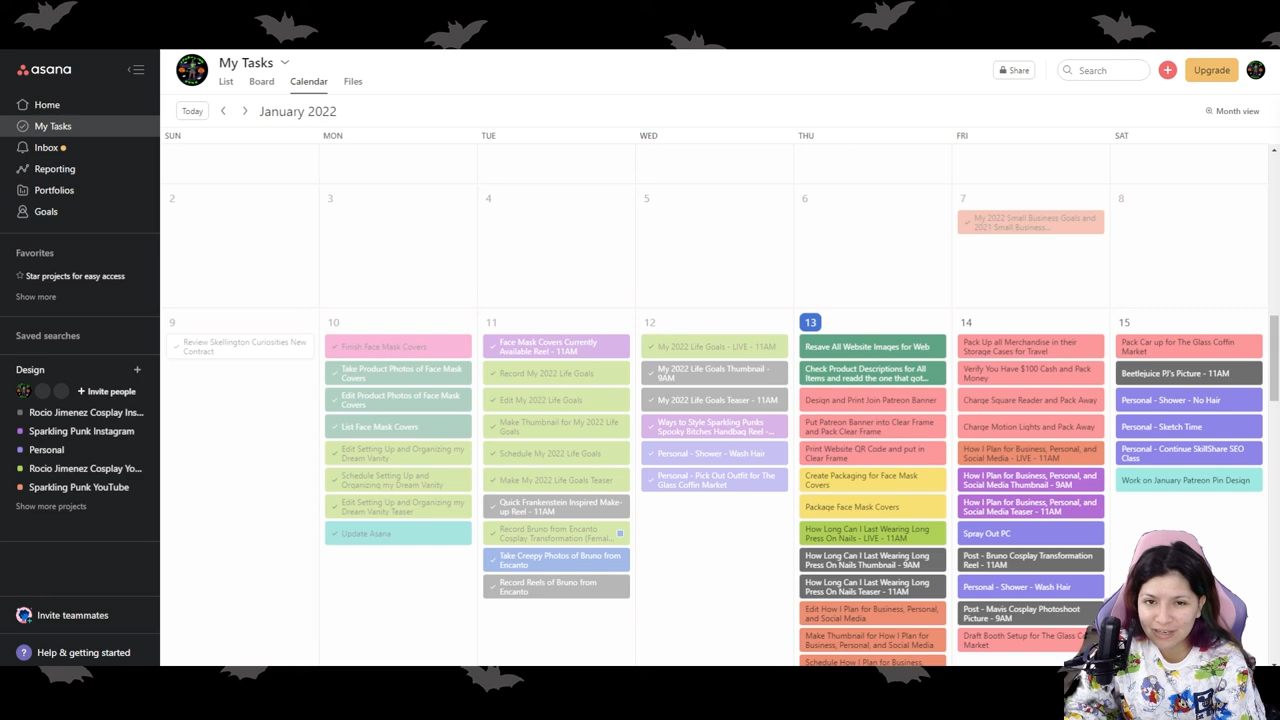 asana
Home
My Tasks
Inbox
Reporting
Portfolios
Goals
Favorites
Star projects for easy access
Show more
Saved searches
Design
Invite people
Rocio Jimenez Cosplay Ins...
Sparkling Punk Instagram
Personal
Rocio Jimenez Cosplay Yo...
Sparkling Punk YouTube
Show more projects
Invite teammates
Help & getting started
My Tasks
List Board Calendar Files
Share
Search
Upgrade
Today
January 2022
Month view
SUN MON TUE WED THU FRI SAT
2 3 4 5 6 7 8
My 2022 Small Business Goals and
2021 Small Business...
9
Review Skellington Curiosities New
Contract
10
Finish Face Mask Covers
Take Product Photos of Face Mask
Covers
Edit Product Photos of Face Mask
Covers
List Face Mask Covers
Edit Setting Up and Organizing my
Dream Vanity
Schedule Setting Up and
Organizing my Dream Vanity
Edit Setting Up and Organizing my
Dream Vanity Teaser
Update Asana
11
Face Mask Covers Currently
Available Reel - 11AM
Record My 2022 Life Goals
Edit My 2022 Life Goals
Make Thumbnail for My 2022 Life
Goals
Schedule My 2022 Life Goals
Make My 2022 Life Goals Teaser
Quick Frankenstein Inspired Make-
up Reel - 11AM
Record Bruno from Encanto
Cosplay Transformation (Femal...
Take Creepy Photos of Bruno from
Encanto
Record Reels of Bruno from
Encanto
12
My 2022 Life Goals - LIVE - 11AM
My 2022 Life Goals Thumbnail -
9AM
My 2022 Life Goals Teaser - 11AM
Ways to Style Sparkling Punks
Spooky Bitches Handbag Reel -...
Personal - Shower - Wash Hair
Personal - Pick Out Outfit for The
Glass Coffin Market
13
Resave All Website Images for Web
Check Product Descriptions for All
Items and readd the one that got...
Design and Print Join Patreon Banner
Put Patreon Banner into Clear Frame
and Pack Clear Frame
Print Website QR Code and put in
Clear Frame
Create Packaging for Face Mask
Covers
Package Face Mask Covers
How Long Can I Last Wearing Long
Press On Nails - LIVE - 11AM
How Long Can I Last Wearing Long
Press On Nails Thumbnail - 9AM
How Long Can I Last Wearing Long
Press On Nails Teaser - 11AM
Edit How I Plan for Business, Personal,
and Social Media
Make Thumbnail for How I Plan for
Business, Personal, and Social Media
Schedule How I Plan for Business,
14
Pack Up all Merchandise in their
Storage Cases for Travel
Verify You Have $100 Cash and Pack
Money
Charge Square Reader and Pack Away
Charge Motion Lights and Pack Away
How I Plan for Business, Personal, and
Social Media - LIVE - 11AM
How I Plan for Business, Personal, and
Social Media Thumbnail - 9AM
How I Plan for Business, Personal, and
Social Media Teaser - 11AM
Spray Out PC
Post - Bruno Cosplay Transformation
Reel - 11AM
Personal - Shower - Wash Hair
Post - Mavis Cosplay Photoshoot
Picture - 9AM
Draft Booth Setup for The Glass
Market
15
Pack Car up for The Glass Coffin
Market
Beetlejuice PJ's Picture - 11AM
Personal - Shower - No Hair
Personal - Sketch Time
Personal - Continue SkillShare SEO
Class
Work on January Patreon Pin Design